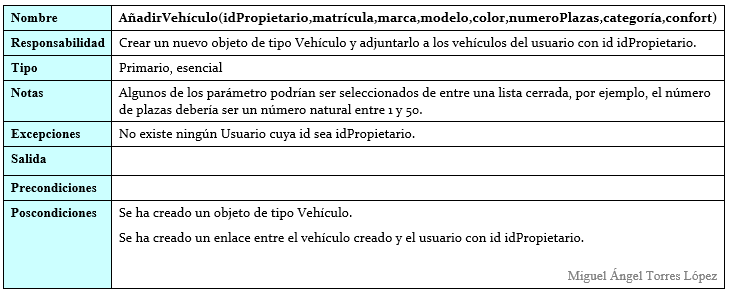 Nombre AñadirVehículo(idPropietario,matrícula,marca,modelo,color,numeroPlazas,categoría,confort)
Responsabilidad Crear un nuevo objeto de tipo Vehículo y adjuntarlo a los vehículos del usuario con id idPropietario.
Tipo Primario, esencial
Notas Algunos de los parámetro podrían ser seleccionados de entre una lista cerrada, por ejemplo, el número
de plazas debería ser un número natural entre 1 y 50.
Excepciones No existe ningún Usuario cuya id sea idPropietario.
Salida
Precondiciones
Poscondiciones Se ha creado un objeto de tipo Vehículo.
Se ha creado un enlace entre el vehículo creado y el usuario con id idPropietario.
Miguel Ángel Torres López